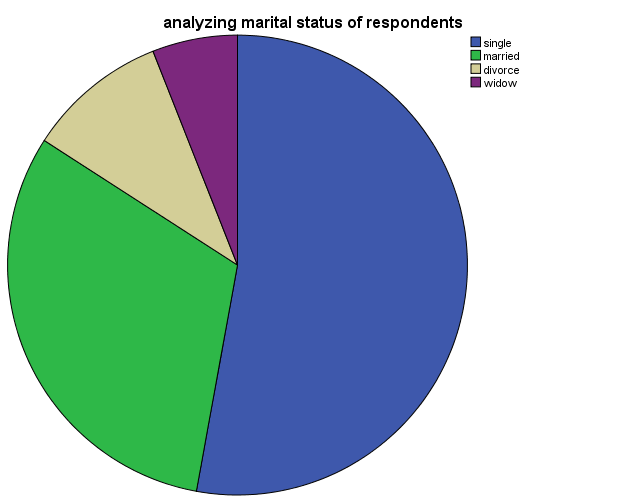 analyzing marital status of respondents
single
married
divorce
widow